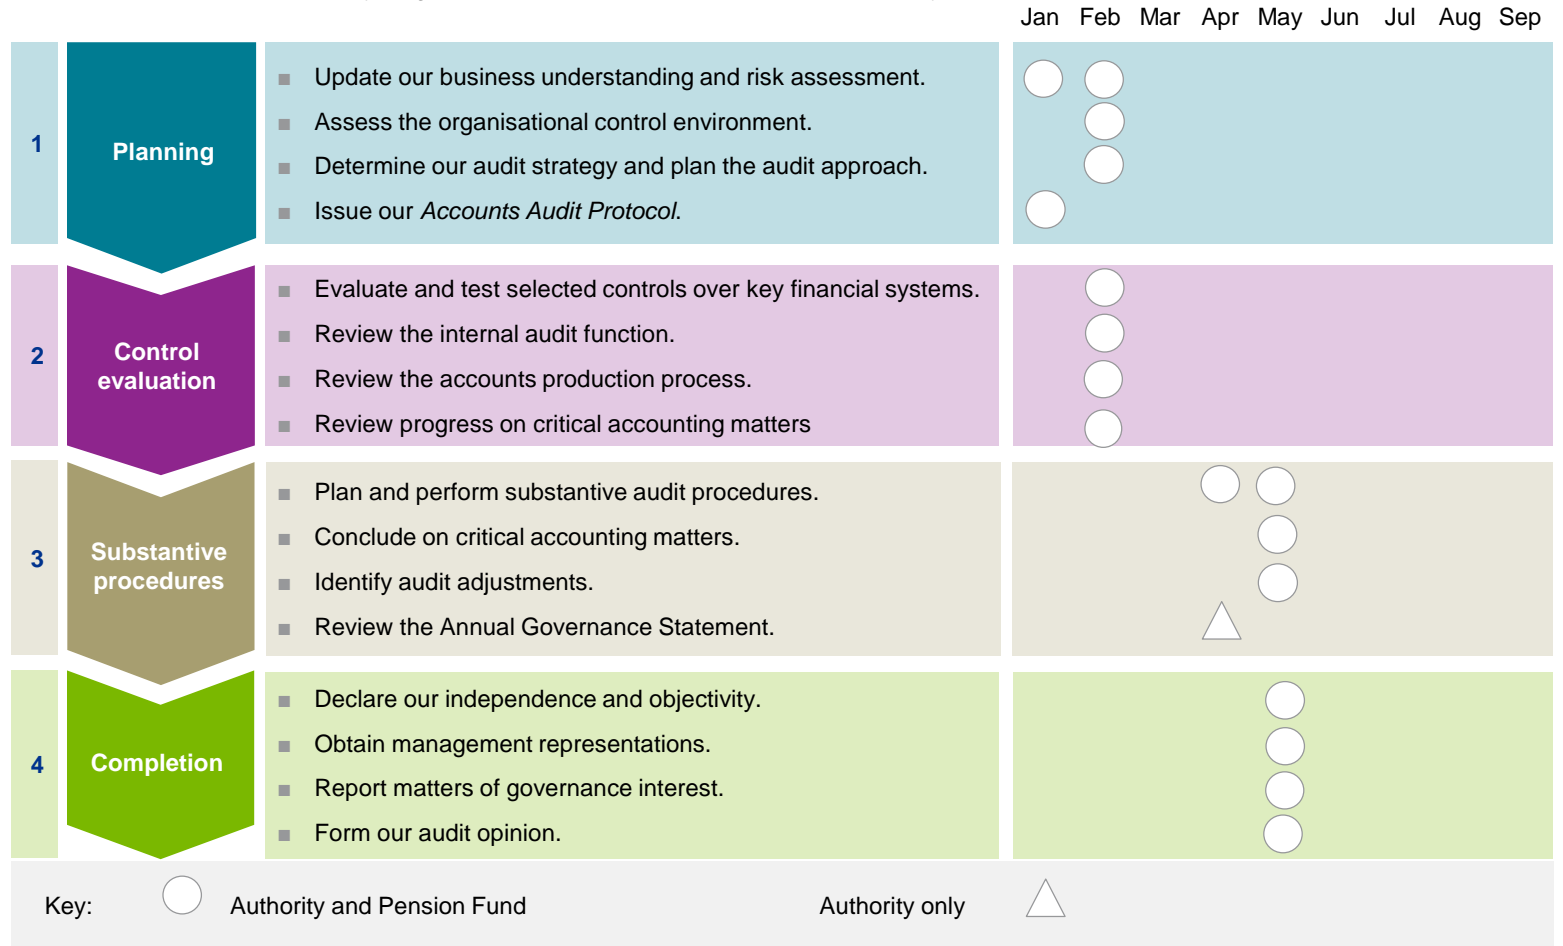 Jan Feb Mar Apr May Jun Jul Aug Sep
1
Planning
Update our business understanding and risk assessment.
Assess the organisational control environment.
Determine our audit strategy and plan the audit approach.
Issue our Accounts Audit Protocol.
2
Control
evaluation
Evaluate and test selected controls over key financial systems.
Review the internal audit function.
Review the accounts production process.
Review progress on critical accounting matters
3
Substantive
procedures
Plan and perform substantive audit procedures.
Conclude on critical accounting matters.
Identify audit adjustments.
Review the Annual Governance Statement.
4
Completion
Declare our independence and objectivity.
Obtain management representations.
Report matters of governance interest.
Form our audit opinion.
Key: Authority and Pension Fund Authority only